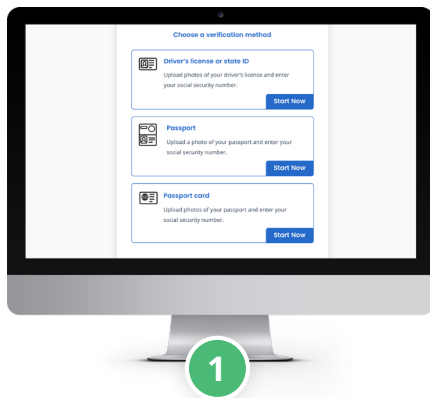 Choose a verification method
Driver's license or state ID
Upload photos of your driver's license and enter
your social security number.
Start Now
Passport
Upload a photo of your passport and enter your
social security number.
Start Now
Passport card
Upload photos of your passport and enter your
social security number.
Start Now
1